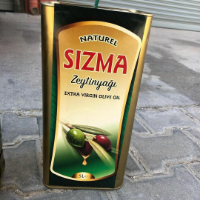 NATUREL
SIZMA
Zeytinyağı
EXTRA VIRGIN OLIVE OIL